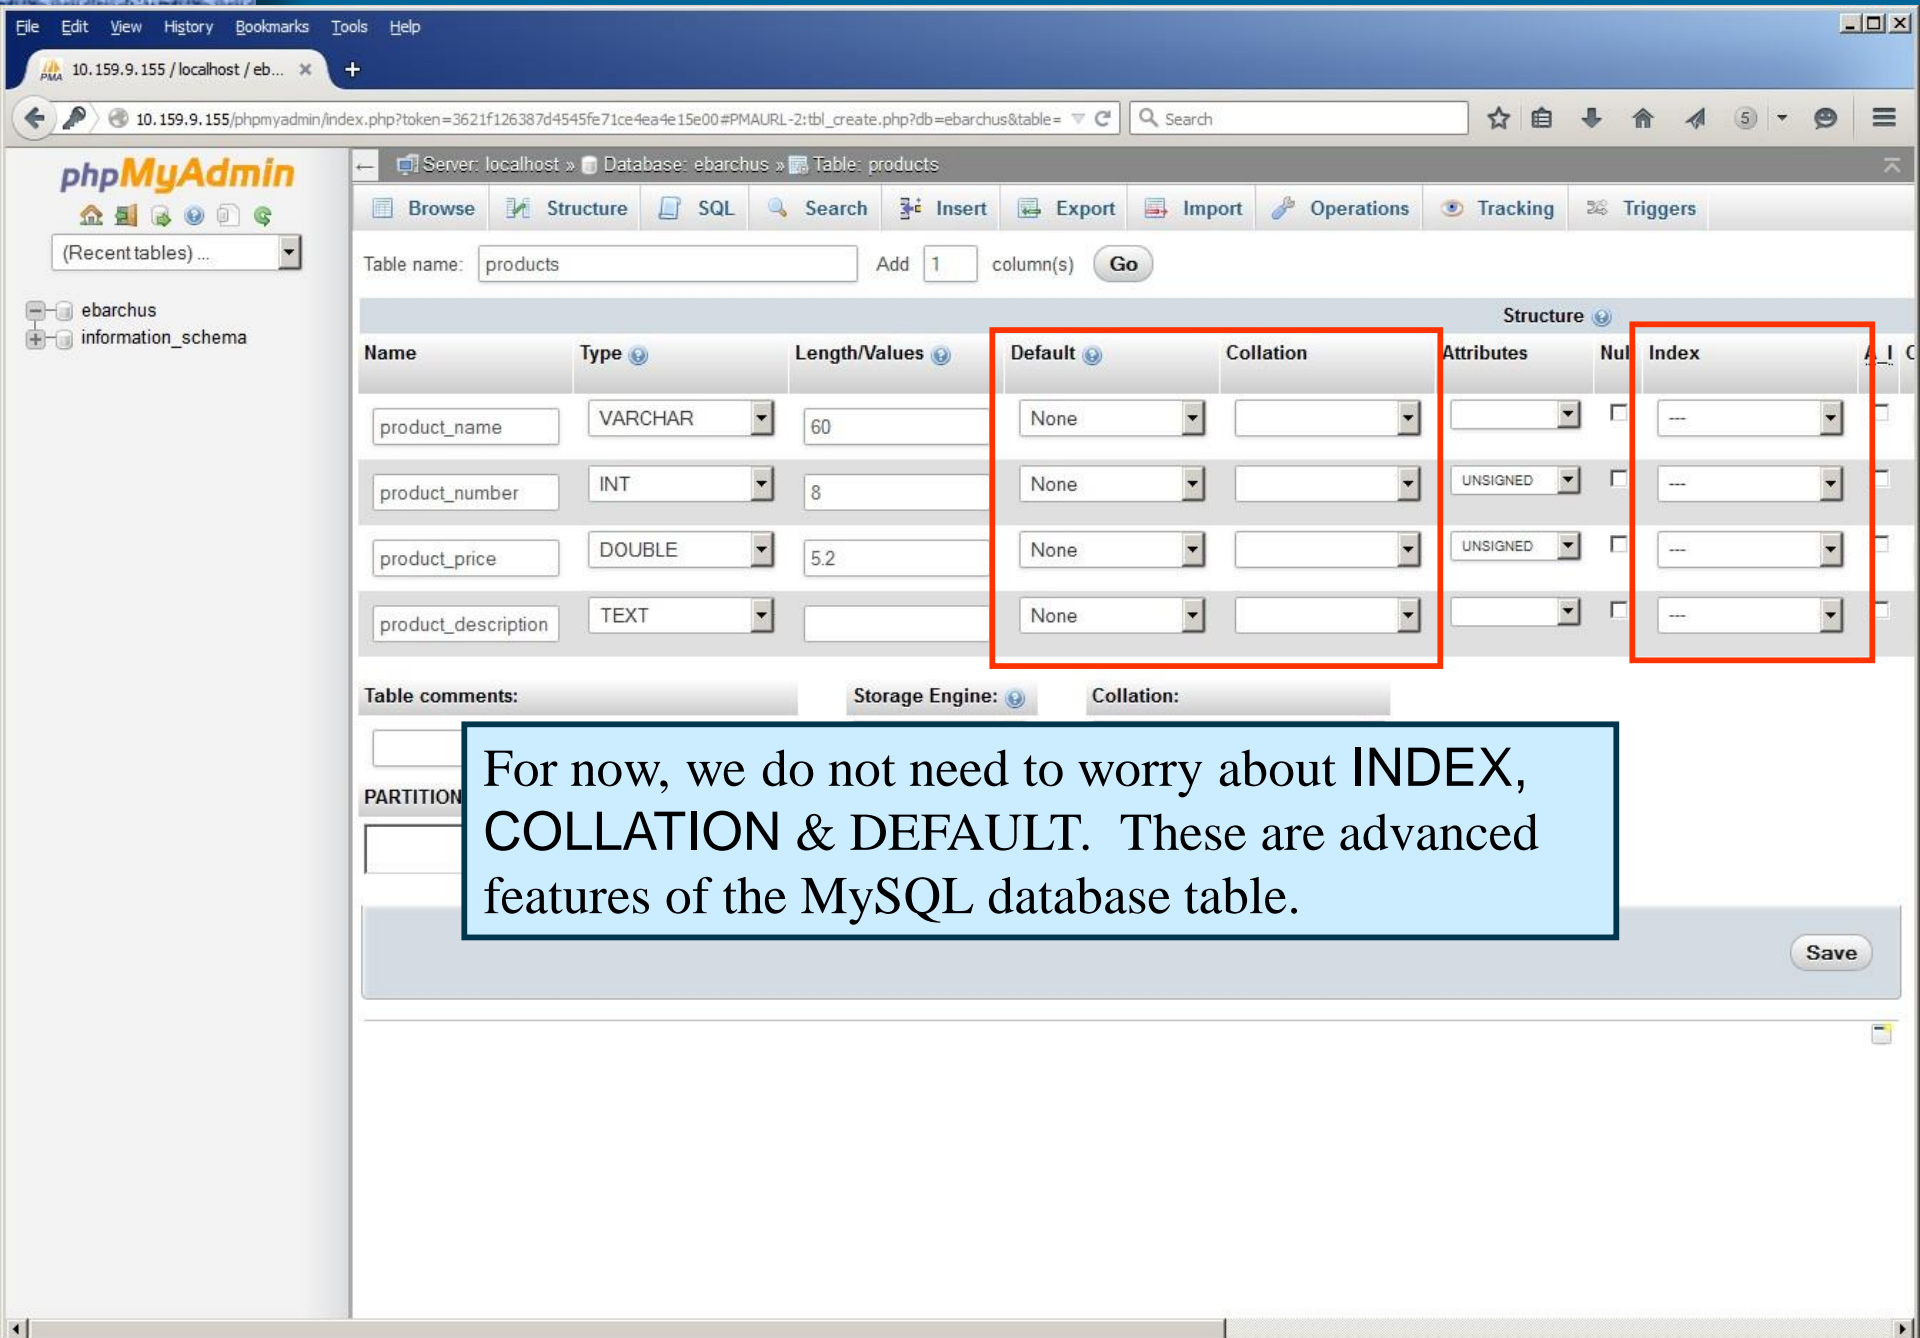 File Edit View History Bookmarks Tools Help
PMA 10.159.9.155 / localhost / eb...
10.159.9.155/phpmyadmin/index.php?token=3621f126387d4545fe71ce4ea4e15e00#PMAURL-2:tbl_create.php?db=ebarchus&table= Search 5
phpMyAdmin
(Recent tables) ...
ebarchus
information_schema
Server: localhost » Database: ebarchus » Table: products
Browse Structure SQL Search Insert Export Import Operations Tracking Triggers
Table name: products Add 1 column(s) Go
Structure
Name Type Length/Values Default Collation Attributes Nul Index A_I C
product_name VARCHAR 60 None ---
product_number INT 8 None UNSIGNED ---
product_price DOUBLE 5.2 None UNSIGNED ---
product_description TEXT None ---
Table comments: Storage Engine: Collation:
PARTITION
For now, we do not need to worry about INDEX,
COLLATION & DEFAULT. These are advanced
features of the MySQL database table.
Save